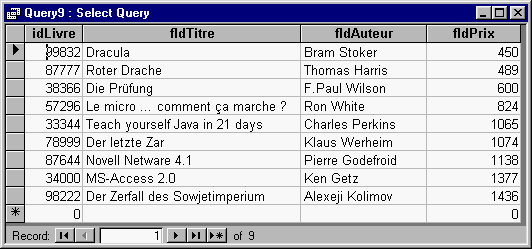 Query9 : Select Query
idLivre fldTitre fldAuteur fldPrix
99832 Dracula Bram Stoker 450
87777 Roter Drache Thomas Harris 489
38366 Die Prüfung F.Paul Wilson 600
57296 Le micro ... comment ça marche ? Ron White 824
33344 Teach yourself Java in 21 days Charles Perkins 1065
78999 Der letzte Zar Klaus Werheim 1074
87644 Novell Netware 4.1 Pierre Godefroid 1138
34000 MS-Access 2.0 Ken Getz 1377
98222 Der Zerfall des Sowjetimperium Alexeji Kolimov 1436
0 0
Record: 1 of 9